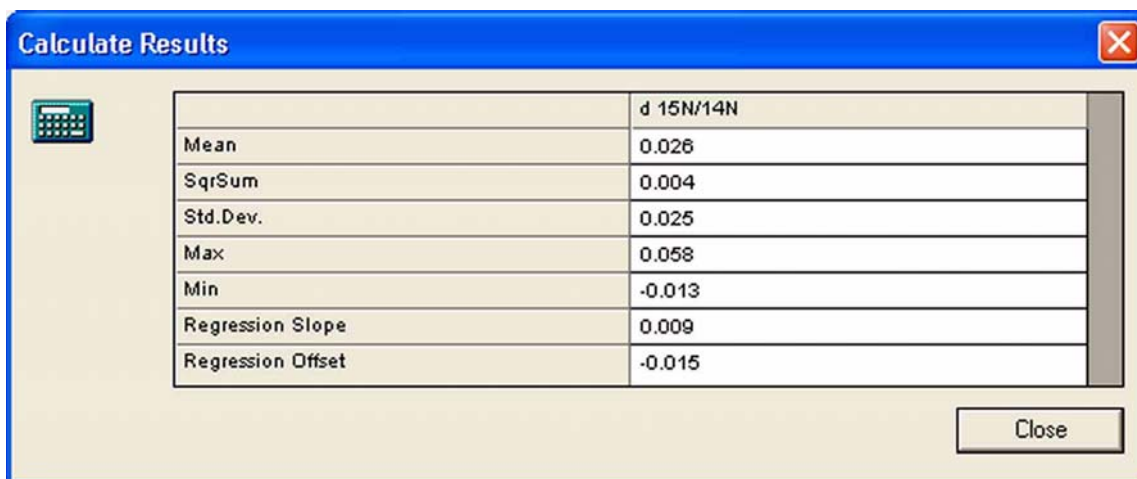 Calculate Results
d 15N/14N
Mean 0.026
SqrSum 0.004
Std.Dev. 0.025
Max 0.058
Min -0.013
Regression Slope 0.009
Regression Offset -0.015
Close